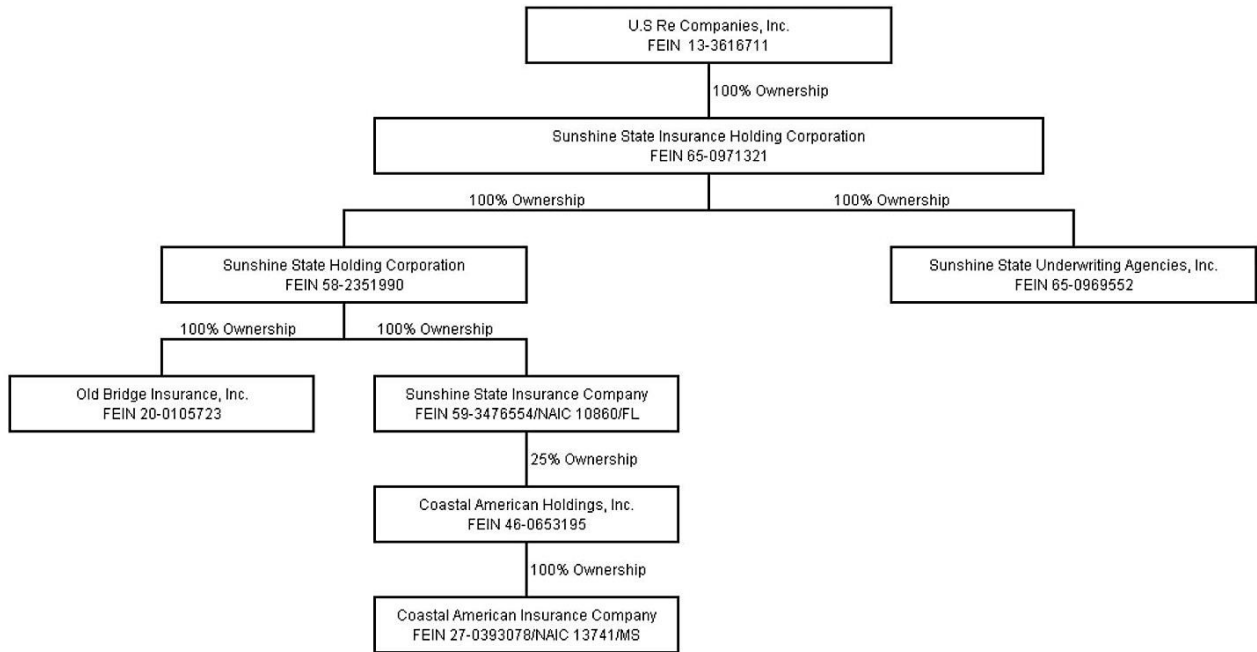 U.S Re Companies, Inc.
FEIN 13-3616711
100% Ownership
Sunshine State Insurance Holding Corporation
FEIN 65-0971321
100% Ownership
100% Ownership
Sunshine State Holding Corporation
FEIN 58-2351990
Sunshine State Underwriting Agencies, Inc.
FEIN 65-0969552
100% Ownership
100% Ownership
Old Bridge Insurance, Inc.
FEIN 20-0105723
Sunshine State Insurance Company
FEIN 59-3476554/NAIC 10860/FL
25% Ownership
Coastal American Holdings, Inc.
FEIN 46-0653195
100% Ownership
Coastal American Insurance Company
FEIN 27-0393078/NAIC 13741/MS